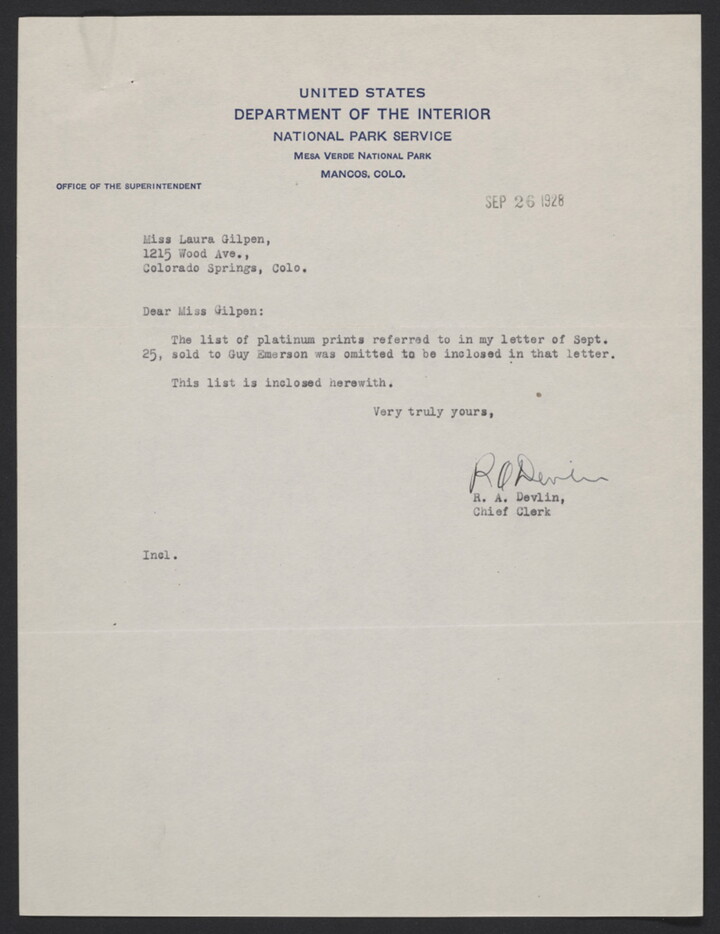 UNITED STATES
DEPARTMENT OF THE INTERIOR
NATIONAL PARK SERVICE
MESA VERDE NATIONAL PARK
MANCOS, COLO.
OFFICE OF THE SUPERINTENDENT
SEP 26 1928
Miss Laura Gilpen,
1215 Wood Ave.,
Colorado Springs, Colo.
Dear Miss Gilpen:
The list of platinum prints referred to in my letter of Sept.
25, sold to Guy Emerson was omitted to be inclosed in that letter.
This list is inclosed herewith.
Very truly yours,
R A Devlin
R. A. Devlin,
Chief Clerk
Incl.